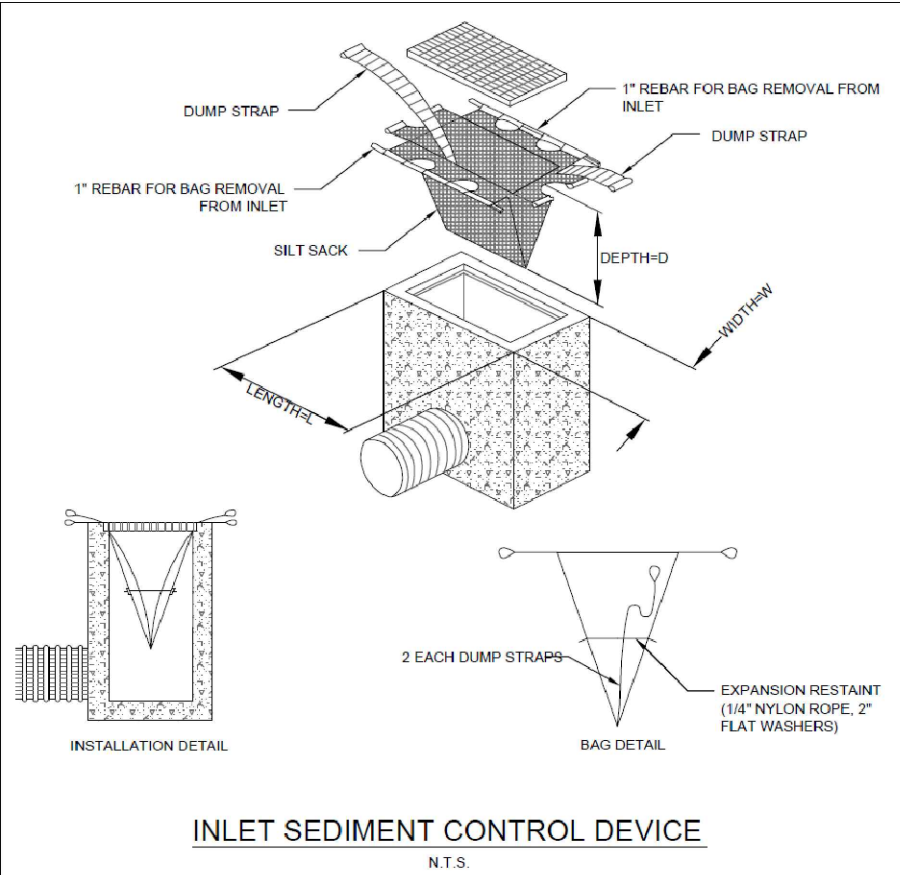 DUMP STRAP
1" REBAR FOR BAG REMOVAL FROM
INLET
DUMP STRAP
1" REBAR FOR BAG REMOVAL
FROM INLET
SILT SACK
DEPTH=D
WIDTH=W
LENGTH=L
2 EACH DUMP STRAPS
EXPANSION RESTAINT
(1/4" NYLON ROPE, 2"
FLAT WASHERS)
INSTALLATION DETAIL
BAG DETAIL
INLET SEDIMENT CONTROL DEVICE
N.T.S.